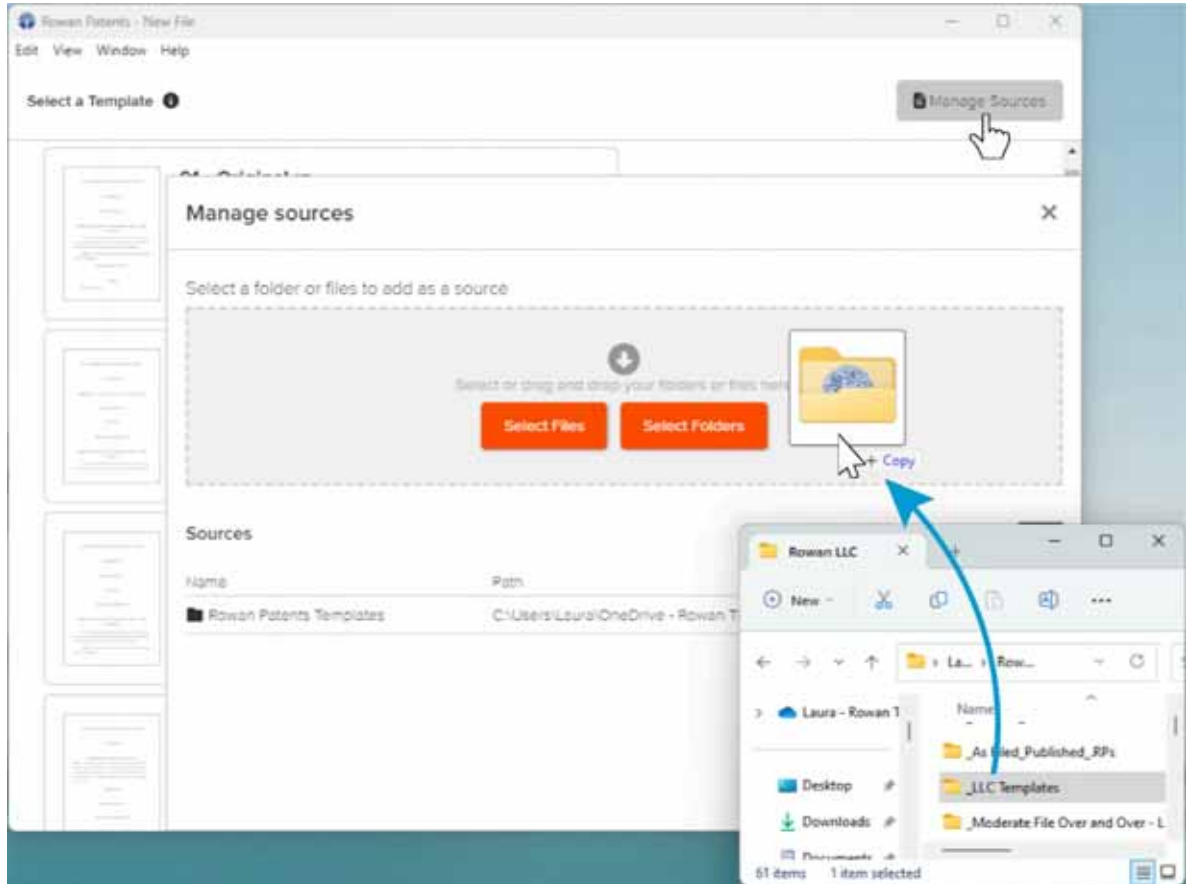 Rowan Patents - New File
Edit View Window Help
Select a Template
Manage Sources
Manage sources
Select a folder or files to add as a source
Select or drag and drop your folders or files here
Select Files
Select Folders
+ Copy
Sources
Name
Path
Rowan Patents Templates
C:\Users\Laura\OneDrive - Rowan T
Rowan LLC
New
La...
Row...
Laura - Rowan T
Name
_As Filed_Published_RPs
Desktop
_LLC Templates
Downloads
_Moderate File Over and Over - L
Documents
61 items
1 item selected